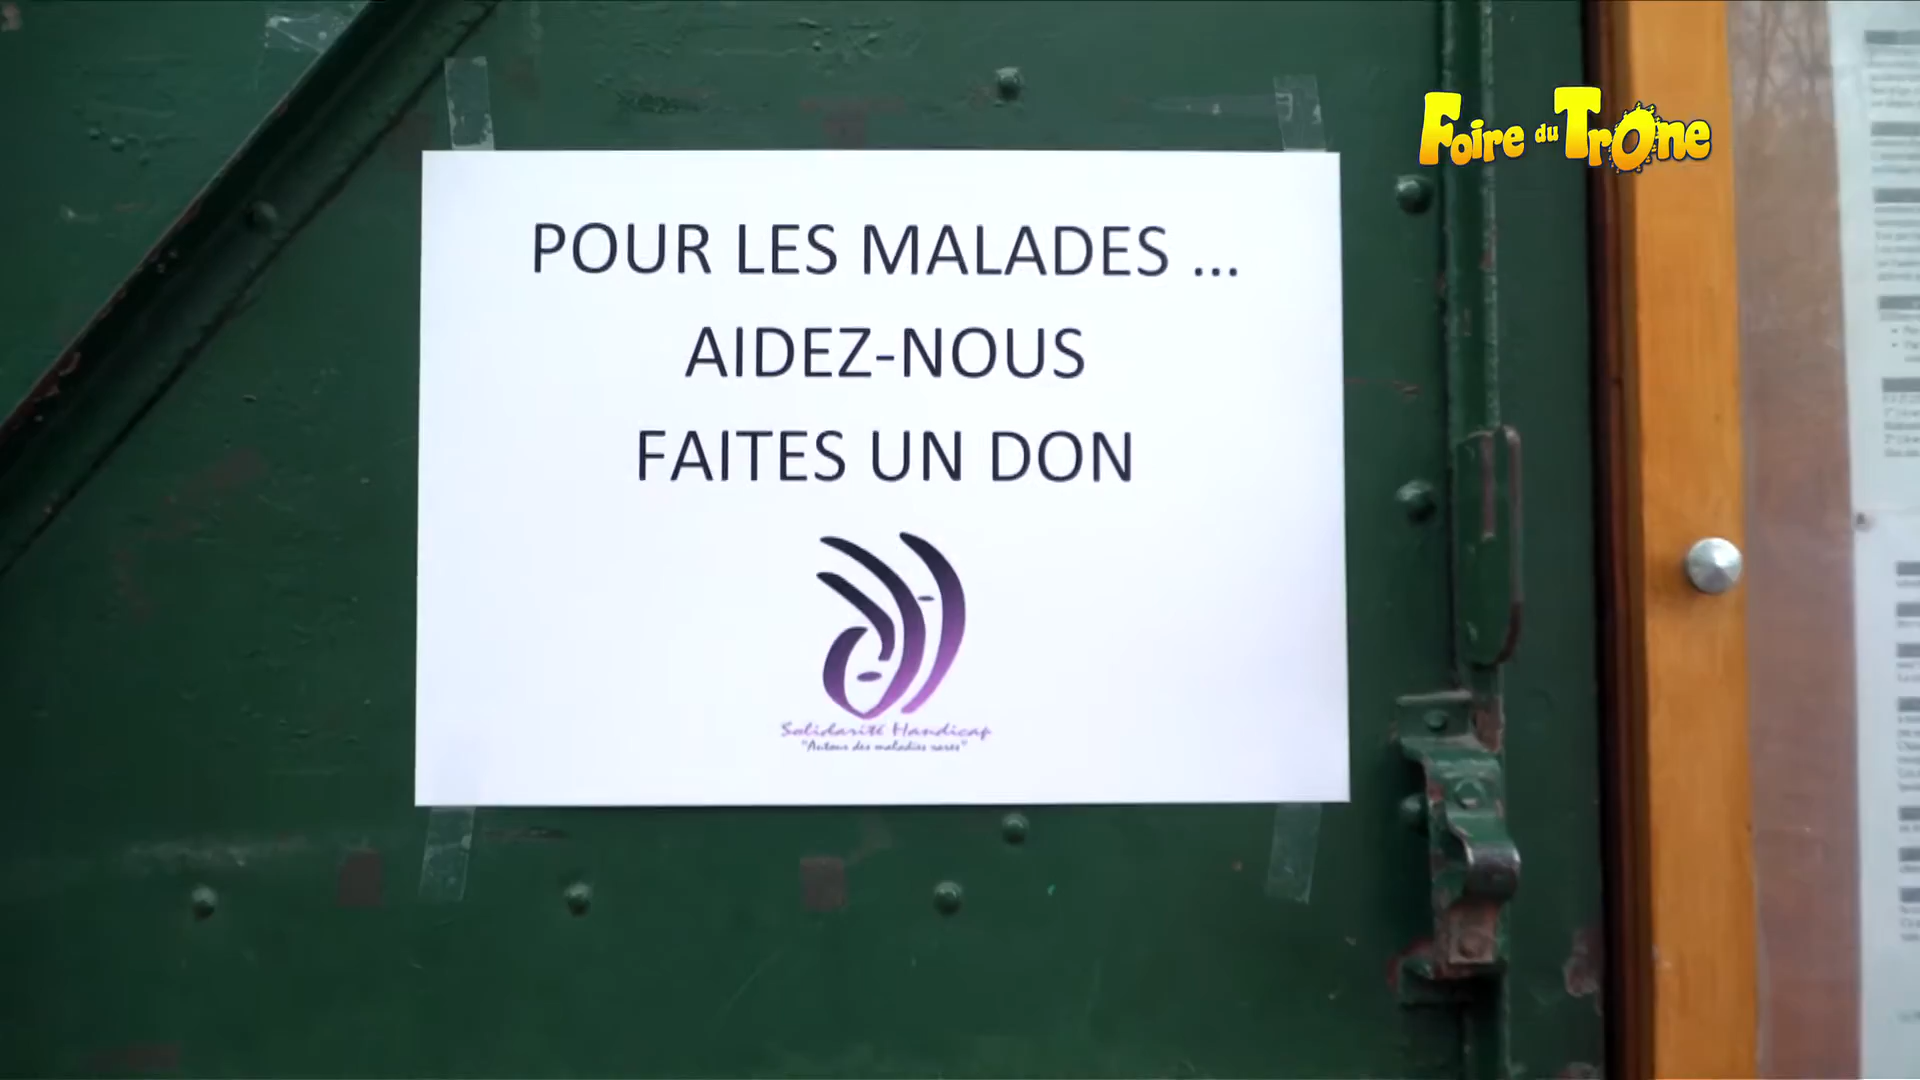 Foire du Trône
POUR LES MALADES ...
AIDEZ-NOUS
FAITES UN DON
Solidarité Handicap
"Autour des maladies rares"